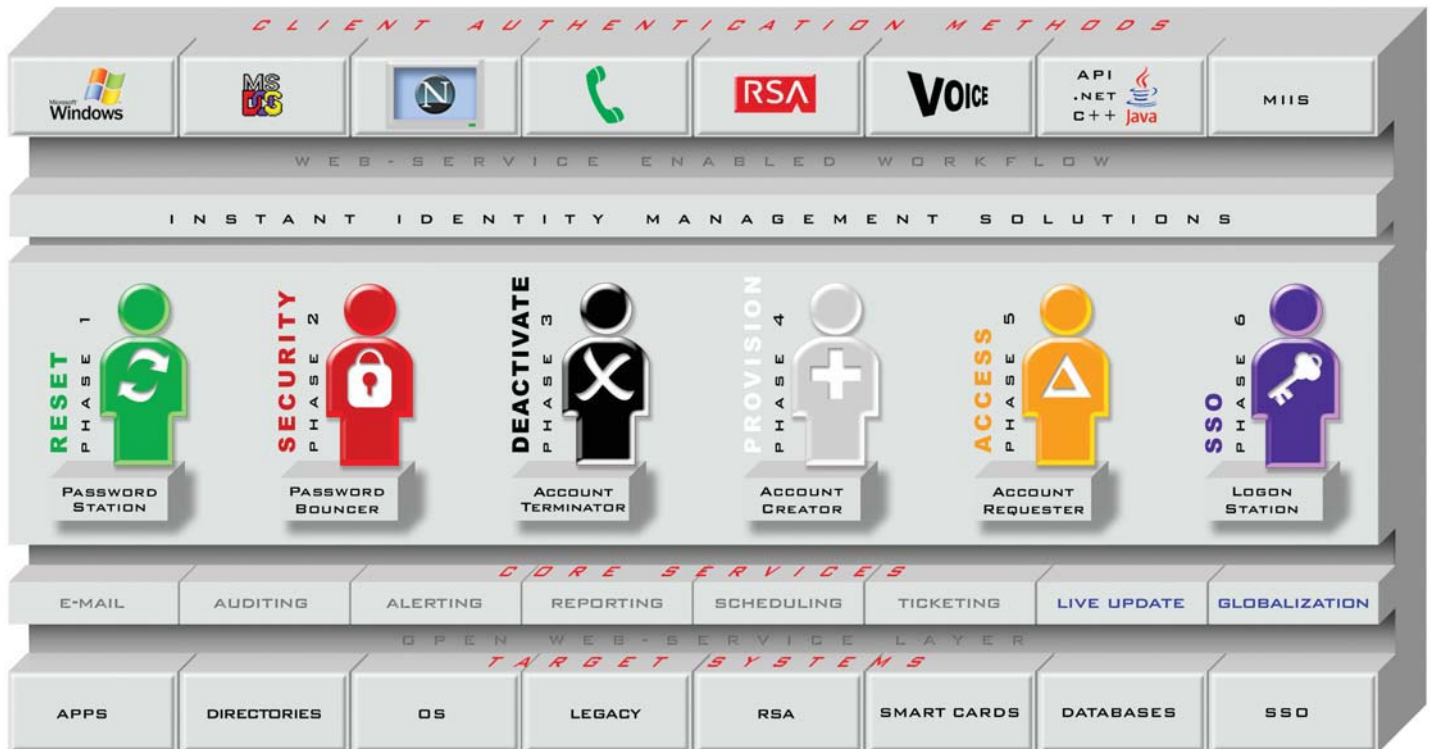 CLIENT AUTHENTICATION METHODS
Microsoft
Windows
MS
D&G
N
RSA
VOICE
API
.NET
C++ Java
MIIS
WEB-SERVICE ENABLED WORKFLOW
INSTANT IDENTITY MANAGEMENT SOLUTIONS
RESET
PHASE 1
PASSWORD
STATION
SECURITY
PHASE 2
PASSWORD
BOUNCER
DEACTIVATE
PHASE 3
ACCOUNT
TERMINATOR
PROVISION
PHASE 4
ACCOUNT
CREATOR
ACCESS
PHASE 5
ACCOUNT
REQUESTER
SSO
PHASE 6
LOGON
STATION
CORE SERVICES
E-MAIL
AUDITING
ALERTING
REPORTING
SCHEDULING
TICKETING
LIVE UPDATE
GLOBALIZATION
OPEN WEB-SERVICE LAYER
TARGET SYSTEMS
APPS
DIRECTORIES
OS
LEGACY
RSA
SMART CARDS
DATABASES
SSO